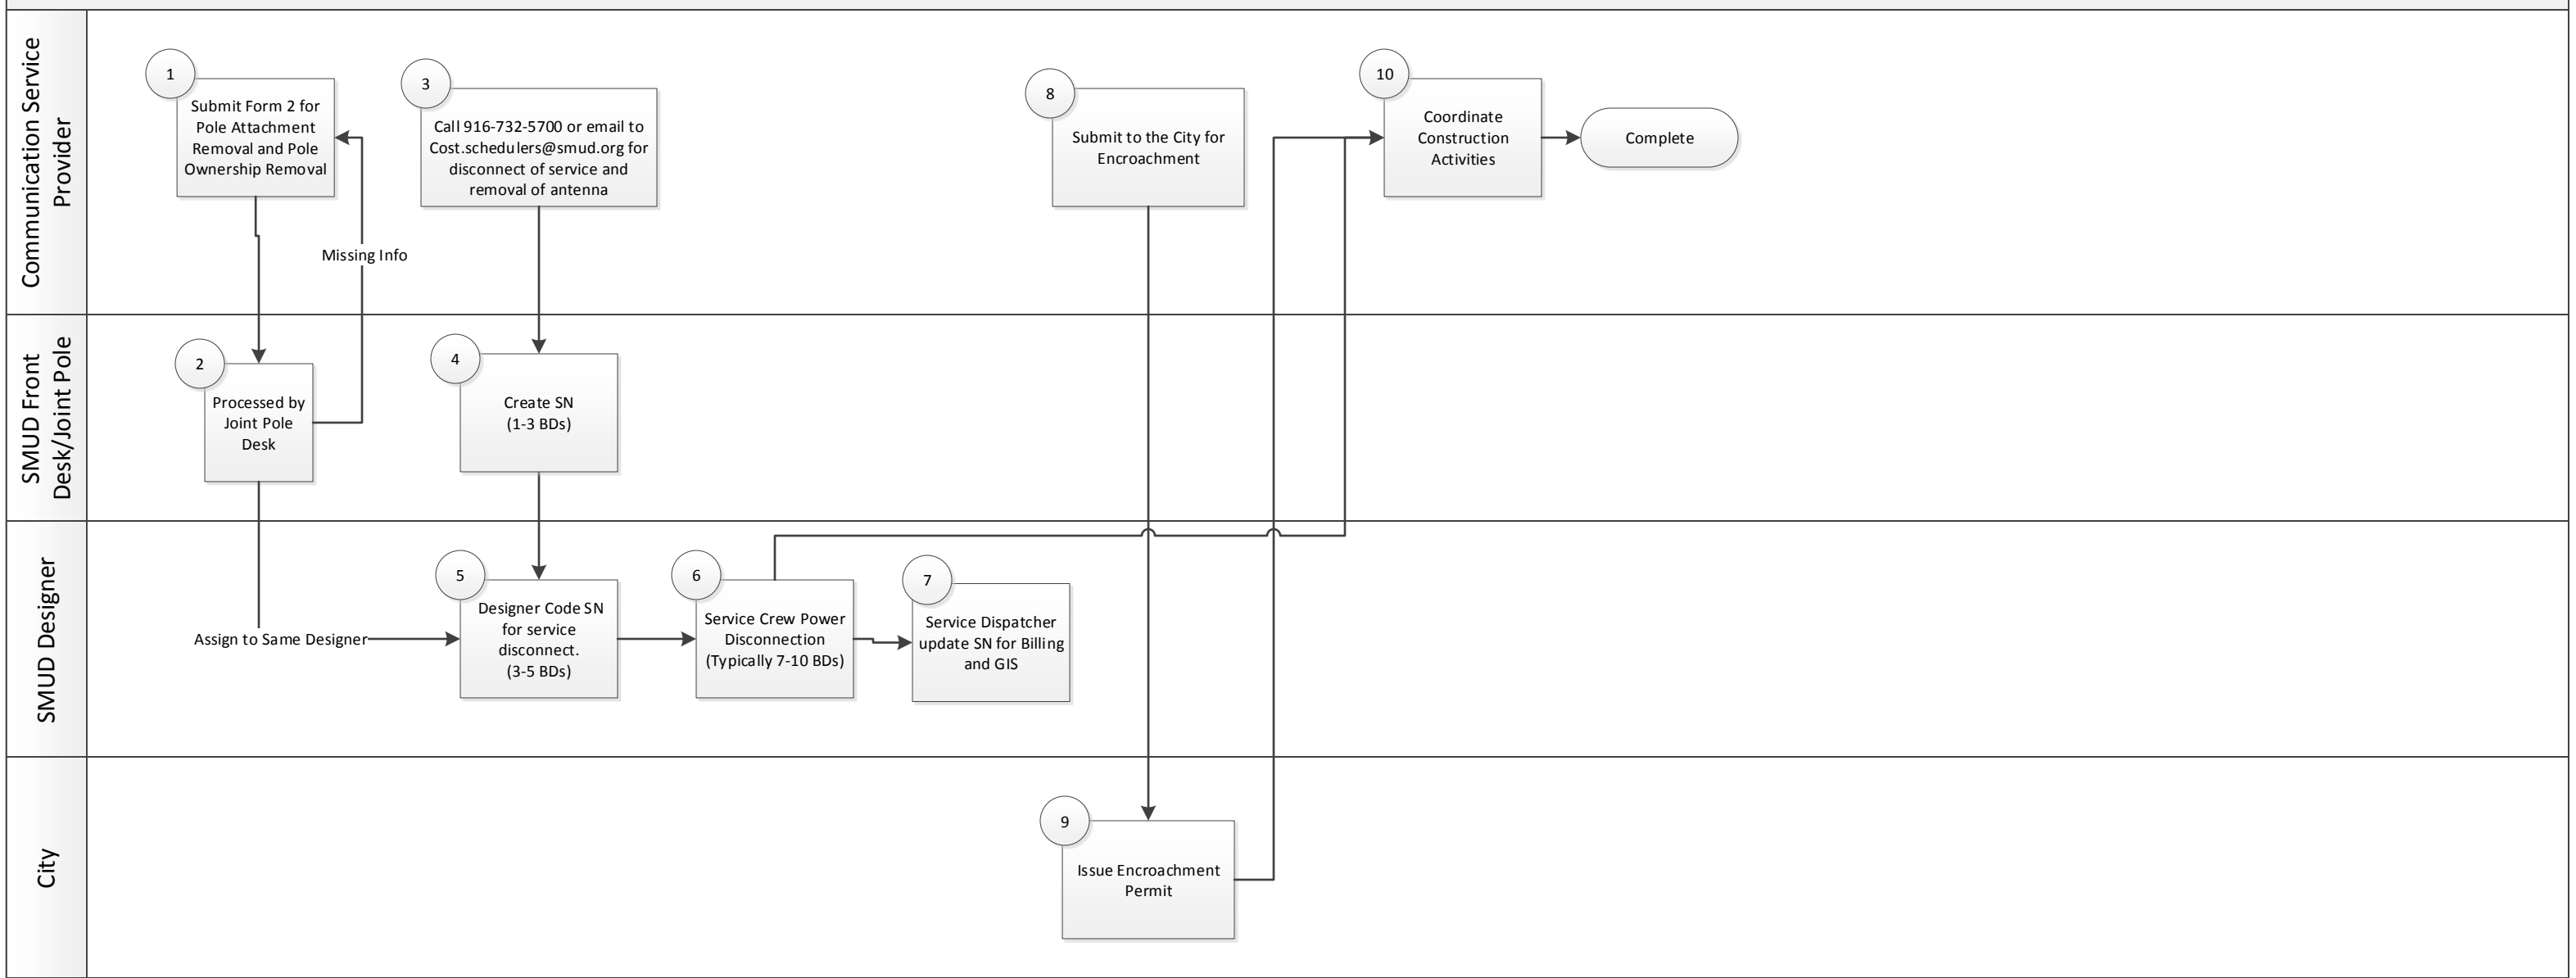 Communication Service
Provider
1
Submit Form 2 for
Pole Attachment
Removal and Pole
Ownership Removal
3
Call 916-732-5700 or email to
Cost.schedulers@smud.org for
disconnect of service and
removal of antenna
8
Submit to the City for
Encroachment
10
Coordinate
Construction
Activities
Complete
Missing Info
SMUD Front
Desk/Joint Pole
2
Processed by
Joint Pole
Desk
4
Create SN
(1-3 BDs)
SMUD Designer
Assign to Same Designer
5
Designer Code SN
for service
disconnect.
(3-5 BDs)
6
Service Crew Power
Disconnection
(Typically 7-10 BDs)
7
Service Dispatcher
update SN for Billing
and GIS
City
9
Issue Encroachment
Permit